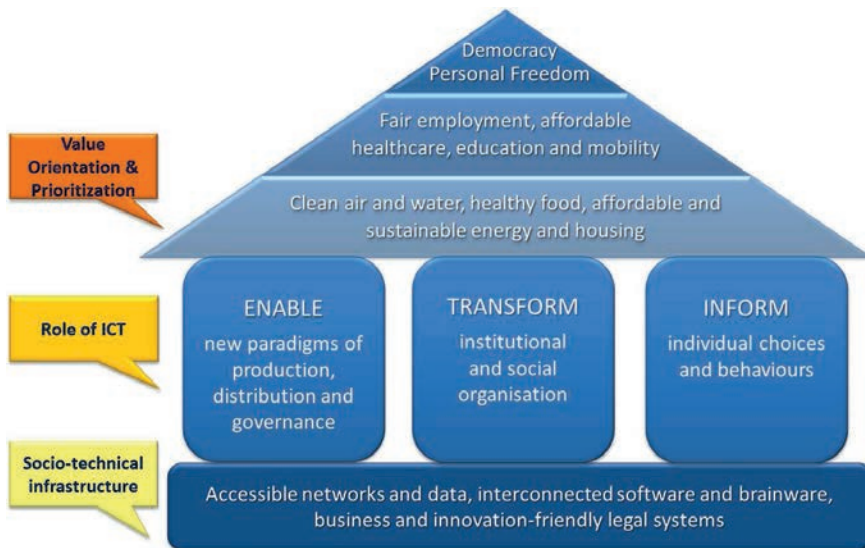 Democracy
Personal Freedom
Fair employment, affordable
healthcare, education and mobility
Value
Orientation &
Prioritization
Clean air and water, healthy food, affordable and
sustainable energy and housing
Role of ICT
ENABLE
new paradigms of
production,
distribution and
governance
TRANSFORM
institutional
and social
organisation
INFORM
individual choices
and behaviours
Socio-technical
infrastructure
Accessible networks and data, interconnected software and brainware,
business and innovation-friendly legal systems